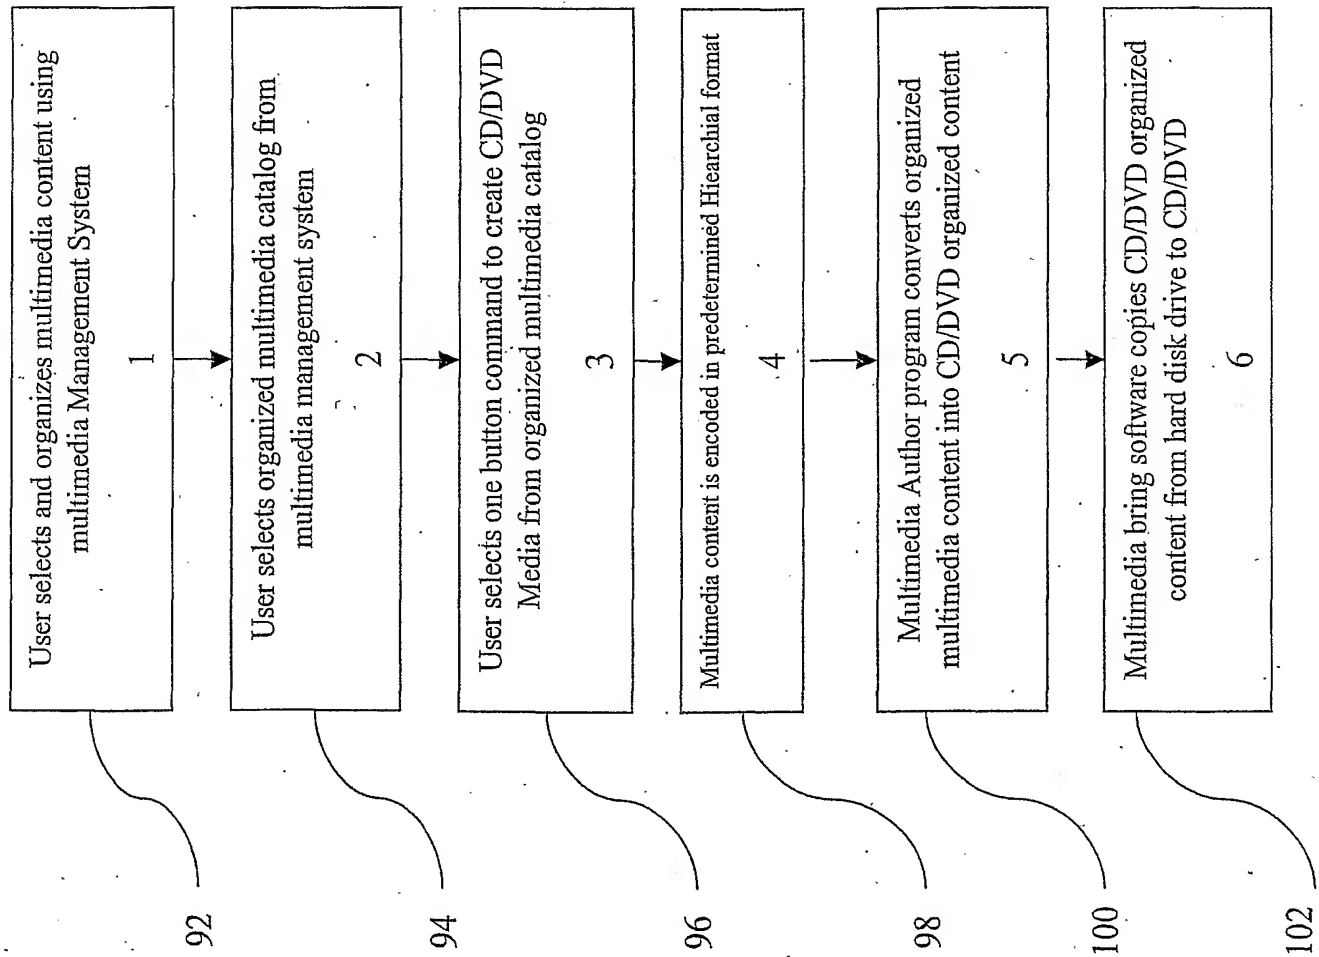 User selects and organizes multimedia content using
multimedia Management System
1
92
User selects organized multimedia catalog from
multimedia management system
2
94
User selects one button command to create CD/DVD
Media from organized multimedia catalog
3
96
Multimedia content is encoded in predetermined Hiearchial format
4
98
Multimedia Author program converts organized
multimedia content into CD/DVD organized content
5
100
Multimedia bring software copies CD/DVD organized
content from hard disk drive to CD/DVD
6
102